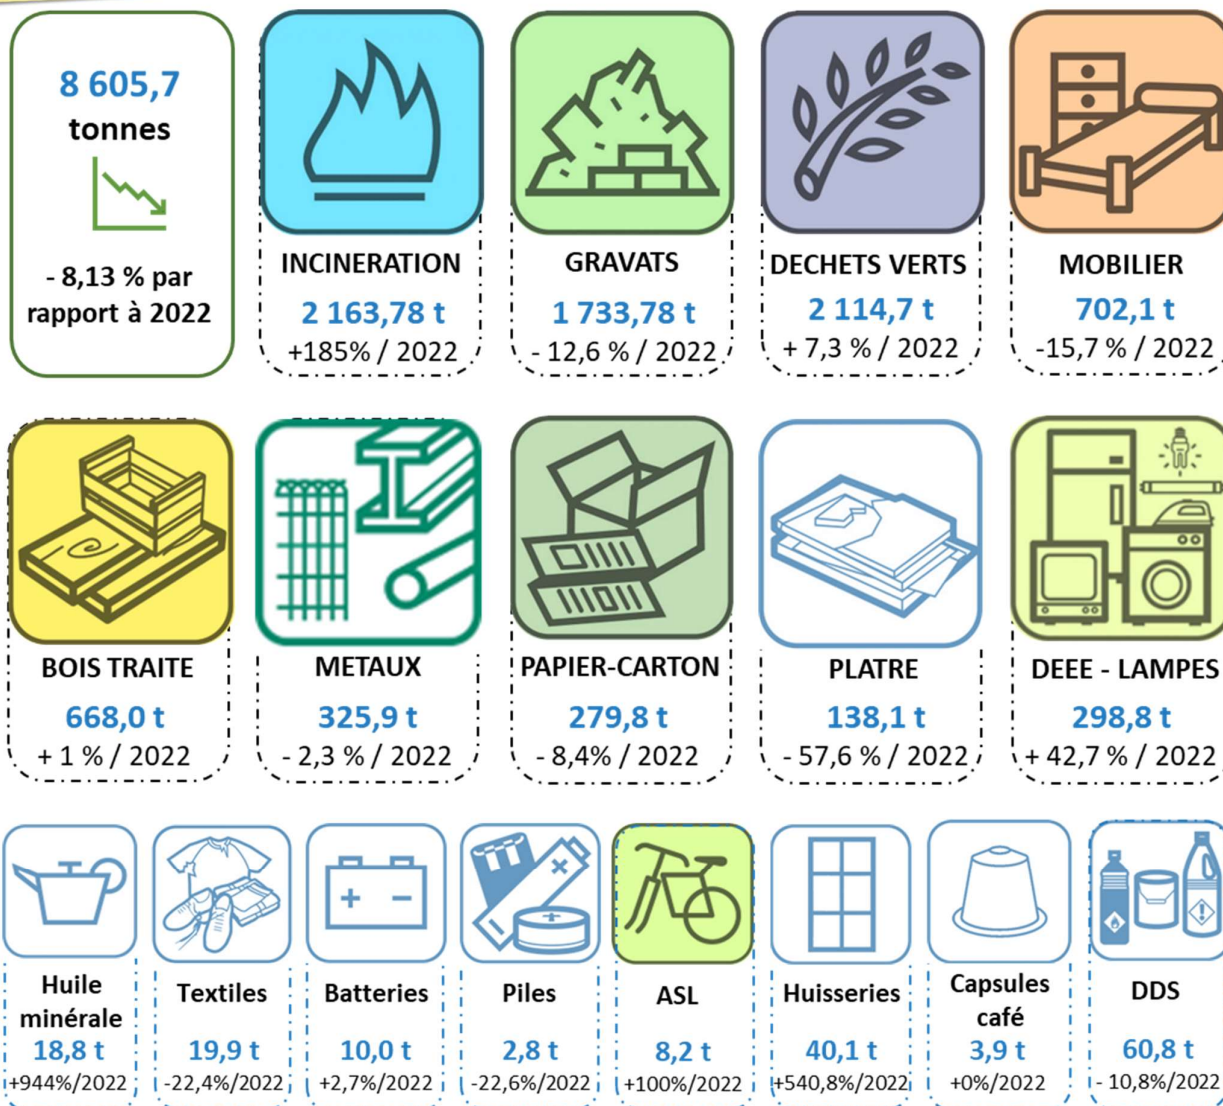 8 605,7
tonnes
- 8,13 % par
rapport à 2022
INCINERATION
2 163,78 t
+185% / 2022
GRAVATS
1 733,78 t
- 12,6 % / 2022
DECHETS VERTS
2 114,7 t
+ 7,3 % / 2022
MOBILIER
702,1 t
-15,7 % / 2022
BOIS TRAITE
668,0 t
+ 1 % / 2022
METAUX
325,9 t
- 2,3 % / 2022
PAPIER-CARTON
279,8 t
- 8,4% / 2022
PLATRE
138,1 t
- 57,6 % / 2022
DEEE - LAMPES
298,8 t
+ 42,7 % / 2022
Huile
minérale
18,8 t
+944%/2022
Textiles
19,9 t
-22,4%/2022
Batteries
10,0 t
+2,7%/2022
Piles
2,8 t
-22,6%/2022
ASL
8,2 t
+100%/2022
Huisseries
40,1 t
+540,8%/2022
Capsules
café
3,9 t
+0%/2022
DDS
60,8 t
- 10,8%/2022